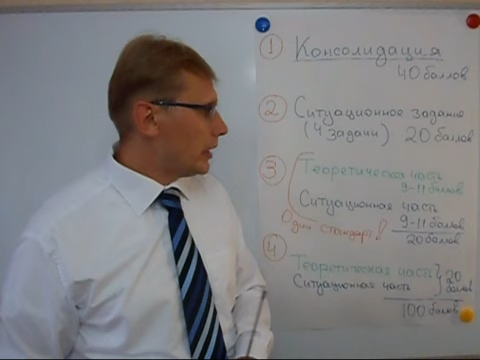 1 Консолидация
40 баллов
2 Ситуационное задание
(4 задачи) 20 баллов
3 Теоретическая часть
9-11 баллов
Ситуационная часть
9-11 баллов
Один стандарт!
20 баллов
4
Теоретическая часть } 20
Ситуационная часть баллов
100 баллов